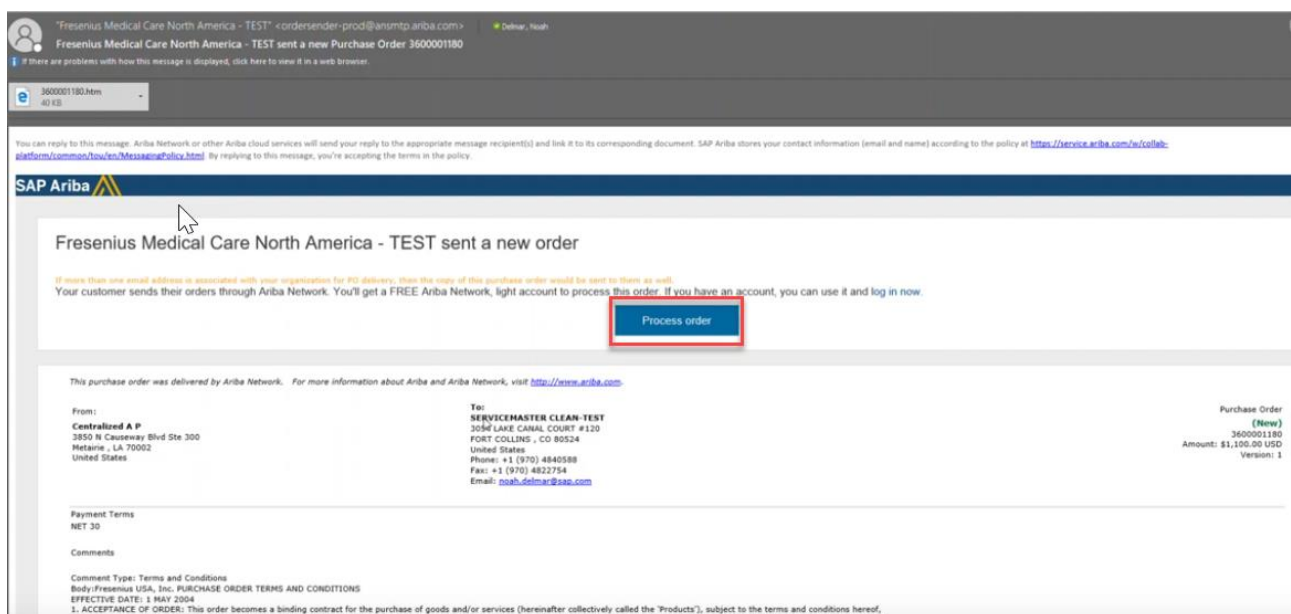 "Fresenius Medical Care North America - TEST" <ordersender-prod@ansmtp.ariba.com>
Delmar, Noah
Fresenius Medical Care North America - TEST sent a new Purchase Order 3600001180
If there are problems with how this message is displayed, click here to view it in a web browser.
3600001180.htm
40 KB
You can reply to this message. Ariba Network or other Ariba cloud services will send your reply to the appropriate message recipient(s) and link it to its corresponding document. SAP Ariba stores your contact information (email and name) according to the policy at https://service.ariba.com/w/collab-
platform/common/tou/en/MessagingPolicy.html. By replying to this message, you're accepting the terms in the policy.
SAP Ariba
Fresenius Medical Care North America - TEST sent a new order
If more than one email address is associated with your organization for PO delivery, then the copy of this purchase order would be sent to them as well.
Your customer sends their orders through Ariba Network. You'll get a FREE Ariba Network, light account to process this order. If you have an account, you can use it and log in now.
Process order
This purchase order was delivered by Ariba Network. For more information about Ariba and Ariba Network, visit http://www.ariba.com.
From:
Centralized A P
3850 N Causeway Blvd Ste 300
Metairie , LA 70002
United States
To:
SERVICEMASTER CLEAN-TEST
LAKE CANAL COURT #120
FORT COLLINS , CO 80524
United States
Phone: +1 (970) 4840588
Fax: +1 (970) 4822754
Email: noah.delmar@sap.com
Purchase Order
(New)
3600001180
Amount: $1,100.00 USD
Version: 1
Payment Terms
NET 30
Comments
Comment Type: Terms and Conditions
Body:Fresenius USA, Inc. PURCHASE ORDER TERMS AND CONDITIONS
EFFECTIVE DATE: 1 MAY 2004
1. ACCEPTANCE OF ORDER: This order becomes a binding contract for the purchase of goods and/or services (hereinafter collectively called the 'Products'), subject to the terms and conditions hereof,